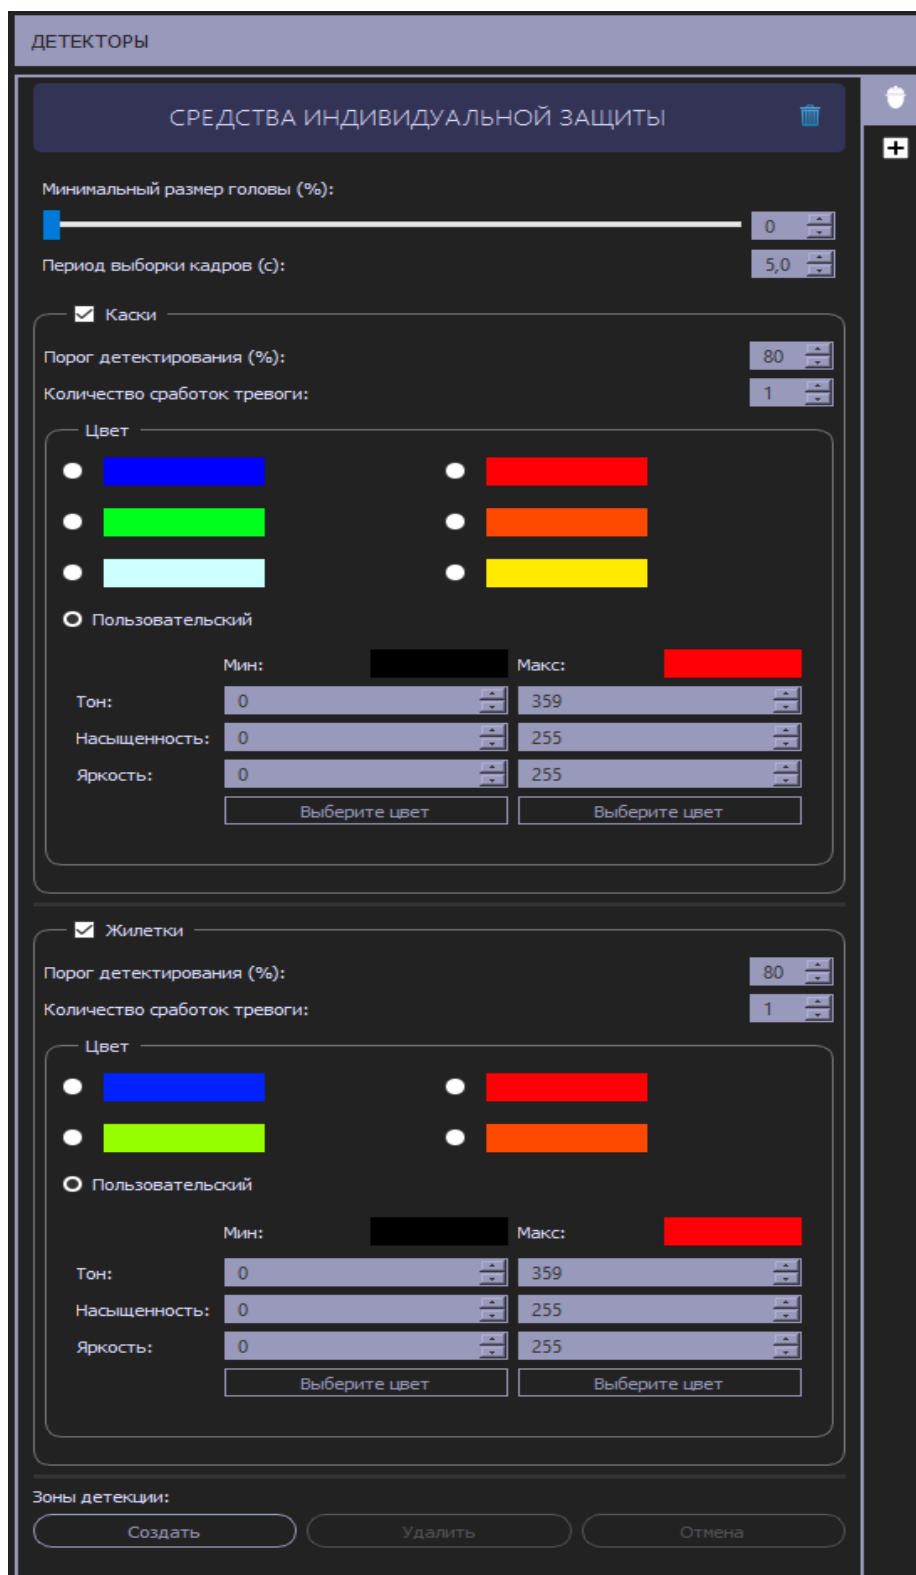 ДЕТЕКТОРЫ
СРЕДСТВА ИНДИВИДУАЛЬНОЙ ЗАЩИТЫ
Минимальный размер головы (%):
0
Период выборки кадров (с): 5,0
Каски
Порог детектирования (%): 80
Количество сработок тревоги: 1
Цвет
Пользовательский
Мин: Макс:
Тон: 0 359
Насыщенность: 0 255
Яркость: 0 255
Выберите цвет Выберите цвет
Жилетки
Порог детектирования (%): 80
Количество сработок тревоги: 1
Цвет
Пользовательский
Мин: Макс:
Тон: 0 359
Насыщенность: 0 255
Яркость: 0 255
Выберите цвет Выберите цвет
Зоны детекции:
Создать Удалить Отмена